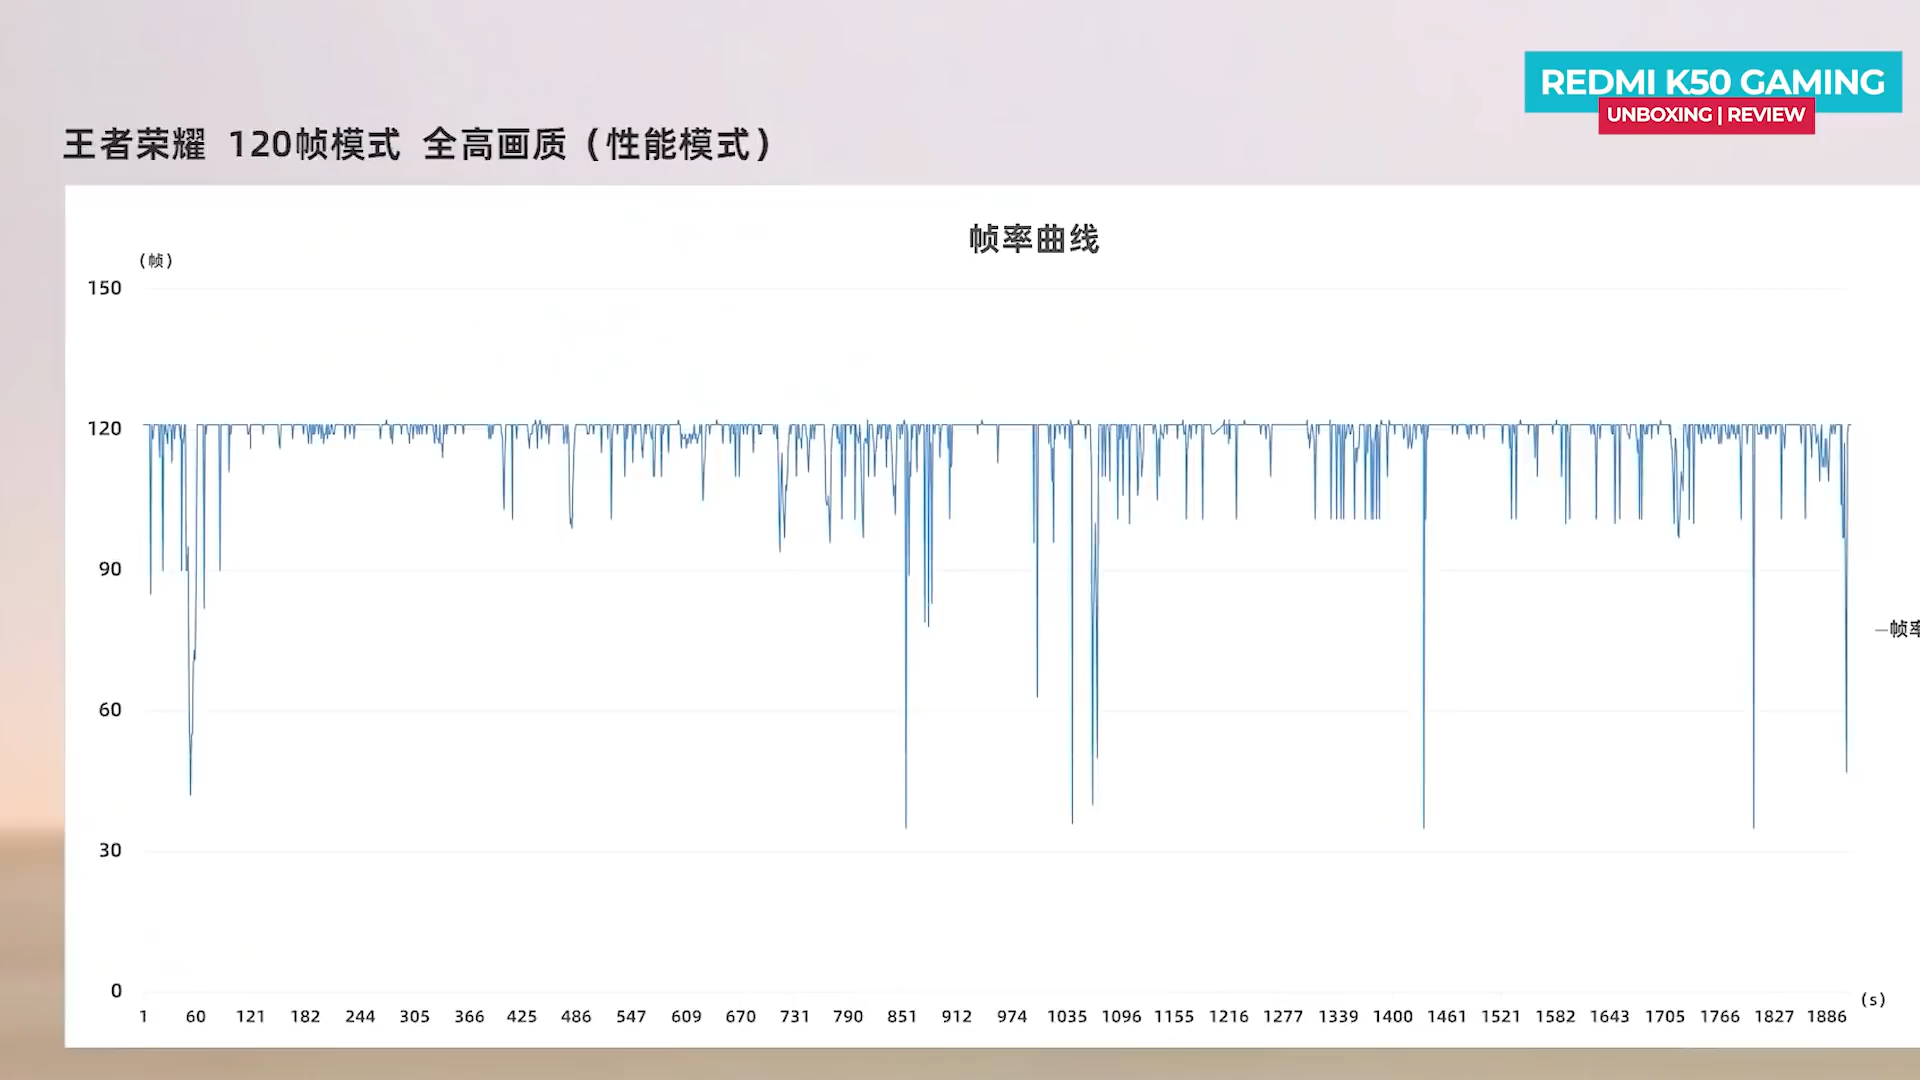 REDMI K50 GAMING
UNBOXING | REVIEW
王者荣耀 120帧模式 全高画质（性能模式）
帧率曲线
(帧)
150
120
90
60
30
0
1 60 121 182 244 305 366 425 486 547 609 670 731 790 851 912 974 1035 1096 1155 1216 1277 1339 1400 1461 1521 1582 1643 1705 1766 1827 1886
(s)
帧率